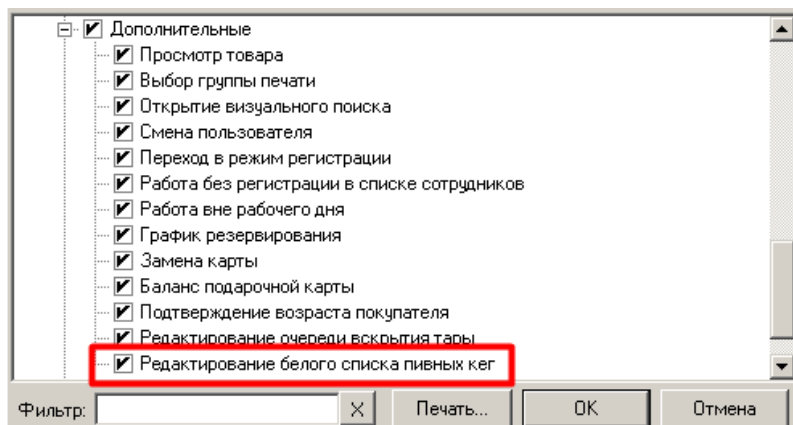 Дополнительные
Просмотр товара
Выбор группы печати
Открытие визуального поиска
Смена пользователя
Переход в режим регистрации
Работа без регистрации в списке сотрудников
Работа вне рабочего дня
График резервирования
Замена карты
Баланс подарочной карты
Подтверждение возраста покупателя
Редактирование очереди вскрытия тары
Редактирование белого списка пивных кег
Фильтр: X Печать... OK Отмена